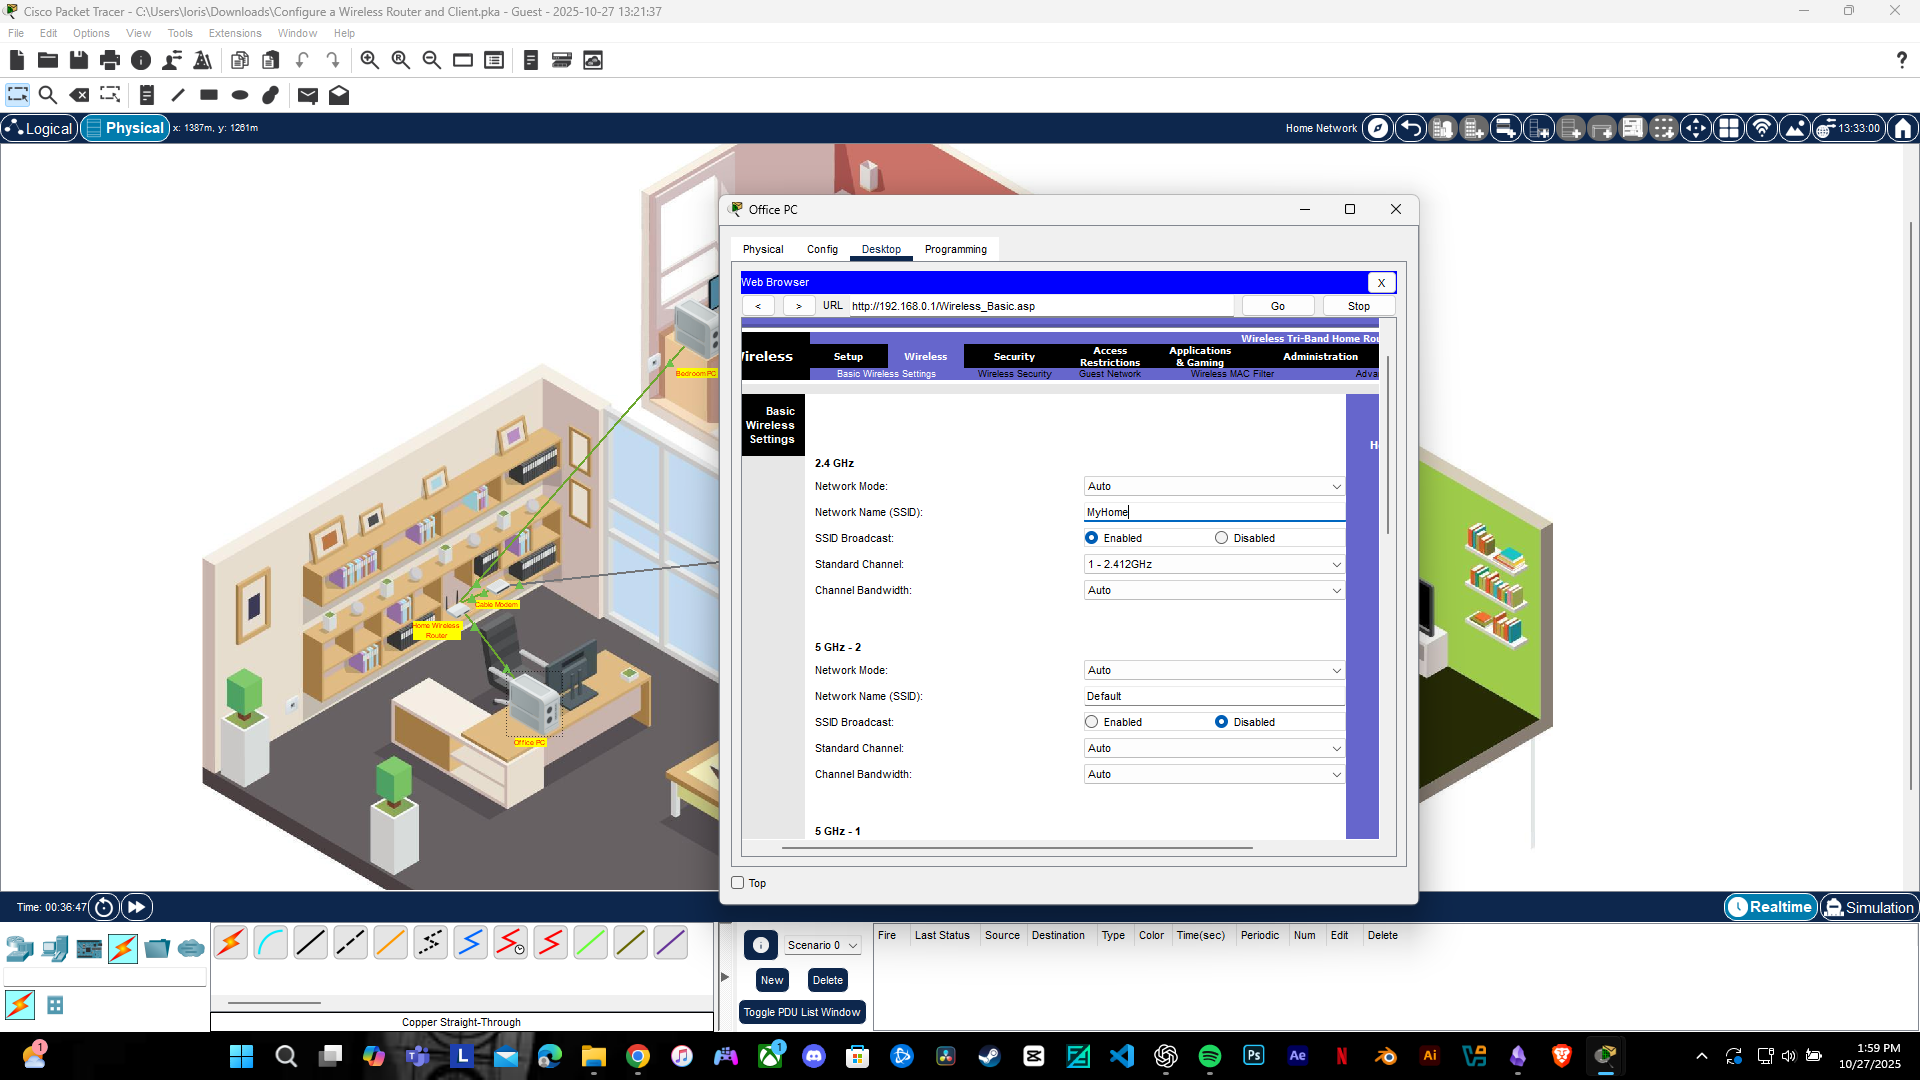 Cisco Packet Tracer - C:\Users\loris\Downloads\Configure a Wireless Router and Client.pka - Guest - 2025-10-27 13:21:37
File Edit Options View Tools Extensions Window Help
Logical
Physical
x: 1387m, y: 1261m
Home Network
13:33:00
Office PC
Physical Config Desktop Programming
Web Browser
X
< > URL http://192.168.0.1/Wireless_Basic.asp Go Stop
Wireless Tri-Band Home Rou
ireless
Setup Wireless Security Access Restrictions Applications & Gaming Administration
Basic Wireless Settings Wireless Security Guest Network Wireless MAC Filter Adva
Basic
Wireless
Settings
H
2.4 GHz
Network Mode: Auto
Network Name (SSID): MyHome
SSID Broadcast: Enabled Disabled
Standard Channel: 1 - 2.412GHz
Channel Bandwidth: Auto
5 GHz - 2
Network Mode: Auto
Network Name (SSID): Default
SSID Broadcast: Enabled Disabled
Standard Channel: Auto
Channel Bandwidth: Auto
5 GHz - 1
Top
Bedroom PC
Cable Modem
Home Wireless
Router
Office PC
Time: 00:36:47
Realtime
Simulation
Scenario 0
New
Delete
Toggle PDU List Window
Fire Last Status Source Destination Type Color Time(sec) Periodic Num Edit Delete
Copper Straight-Through
1
L
1
Ps
Ae
N
Ai
1:59 PM
10/27/2025